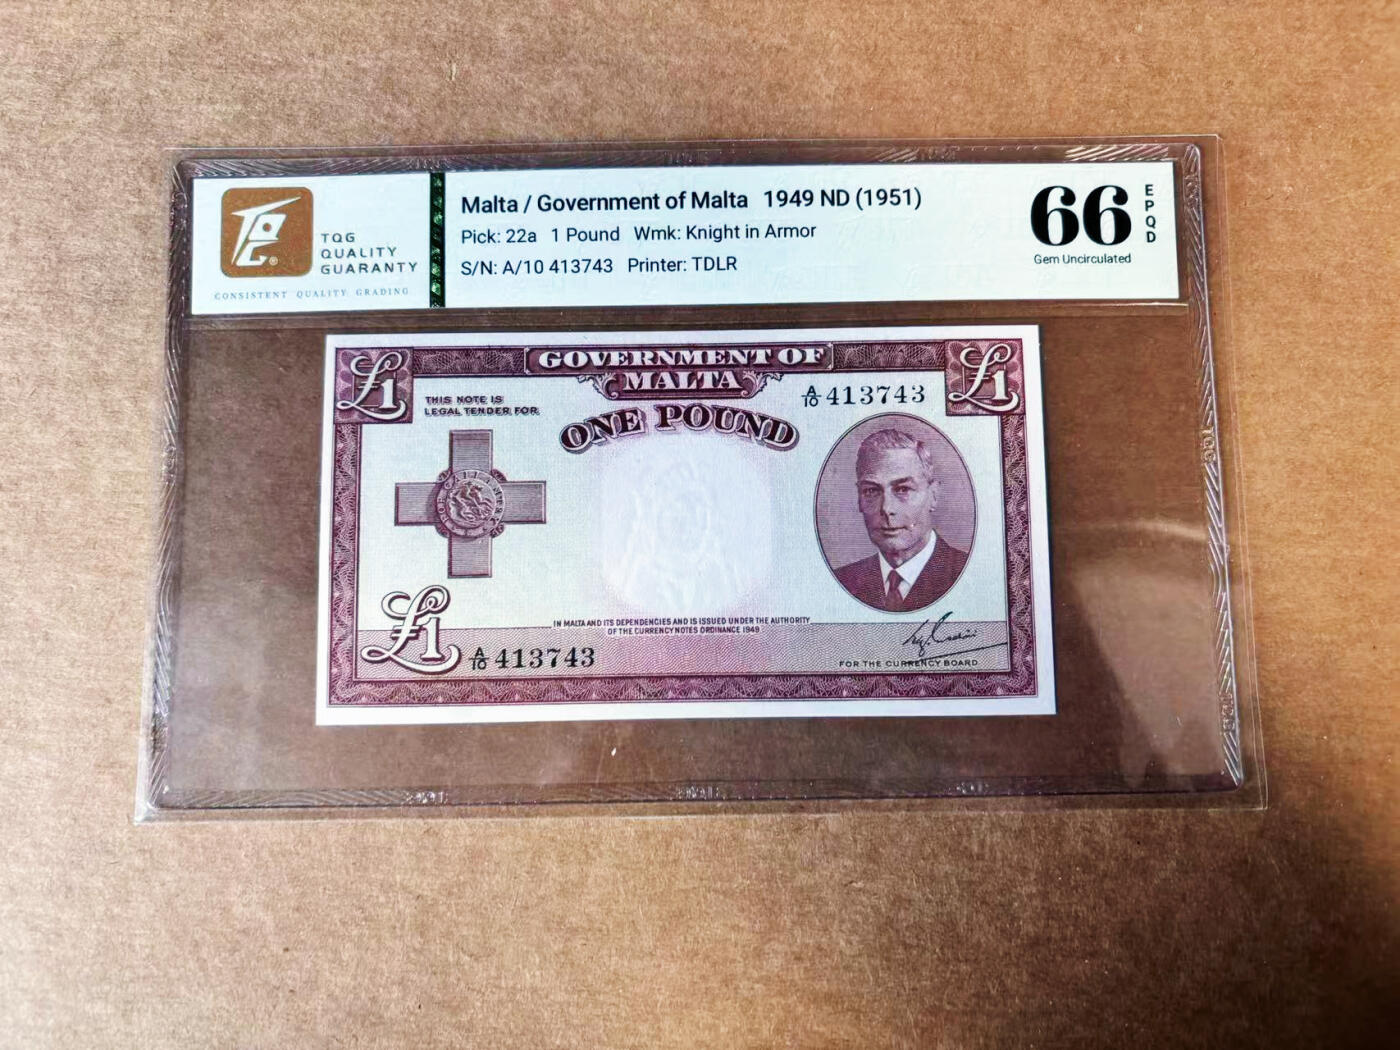 TQG
QUALITY
GUARANTY
CONSISTENT QUALITY GRADING
Malta / Government of Malta 1949 ND (1951)
Pick: 22a 1 Pound Wmk: Knight in Armor
S/N: A/10 413743 Printer: TDLR
66
EPQD
Gem Uncirculated
£1
GOVERNMENT OF
MALTA
£1
THIS NOTE IS
LEGAL TENDER FOR
ONE POUND
A/10 413743
IN MALTA AND ITS DEPENDENCIES AND IS ISSUED UNDER THE AUTHORITY
OF THE CURRENCY NOTES ORDINANCE 1949
£1
A/10 413743
FOR THE CURRENCY BOARD